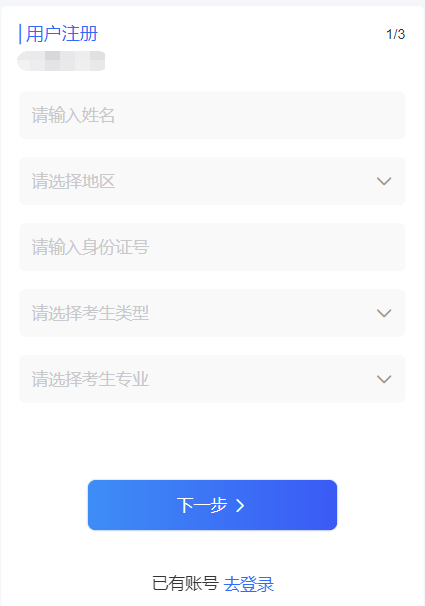 用户注册
1/3
请输入姓名
请选择地区
请输入身份证号
请选择考生类型
请选择考生专业
下一步
已有账号 去登录